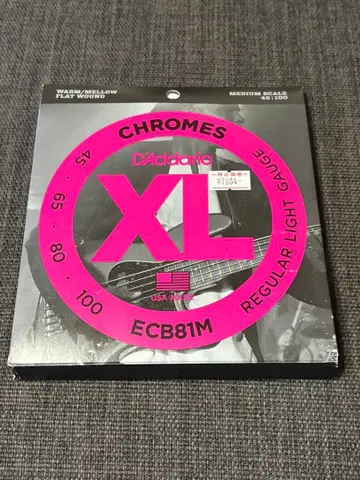 WARM/MELLOW
FLAT WOUND
MEDIUM SCALE
45 | 100
CHROMES
D'Addario
XL
USA MADE
45 · 65 · 80 · 100
ECB81M
REGULAR LIGHT GAUGE